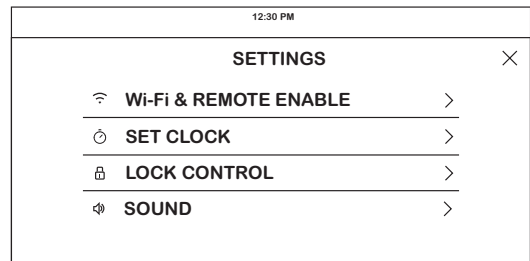 12:30 PM
SETTINGS
Wi-Fi & REMOTE ENABLE
SET CLOCK
LOCK CONTROL
SOUND